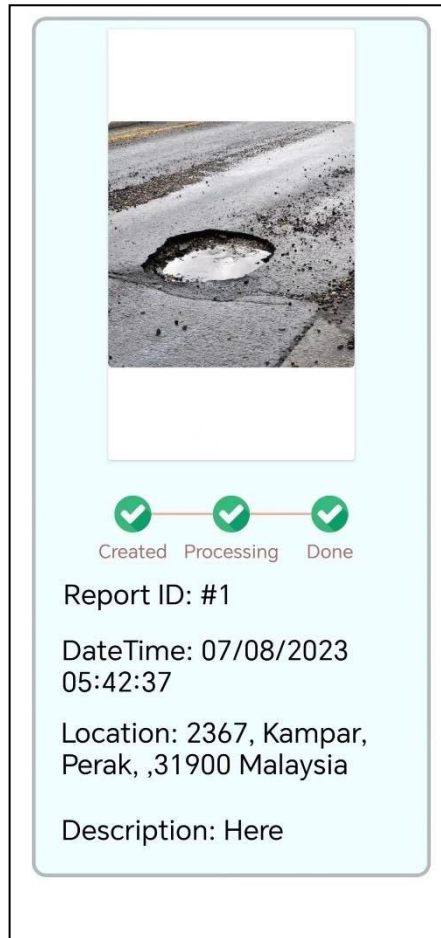 Created Processing Done
Report ID: #1
DateTime: 07/08/2023
05:42:37
Location: 2367, Kampar,
Perak, ,31900 Malaysia
Description: Here